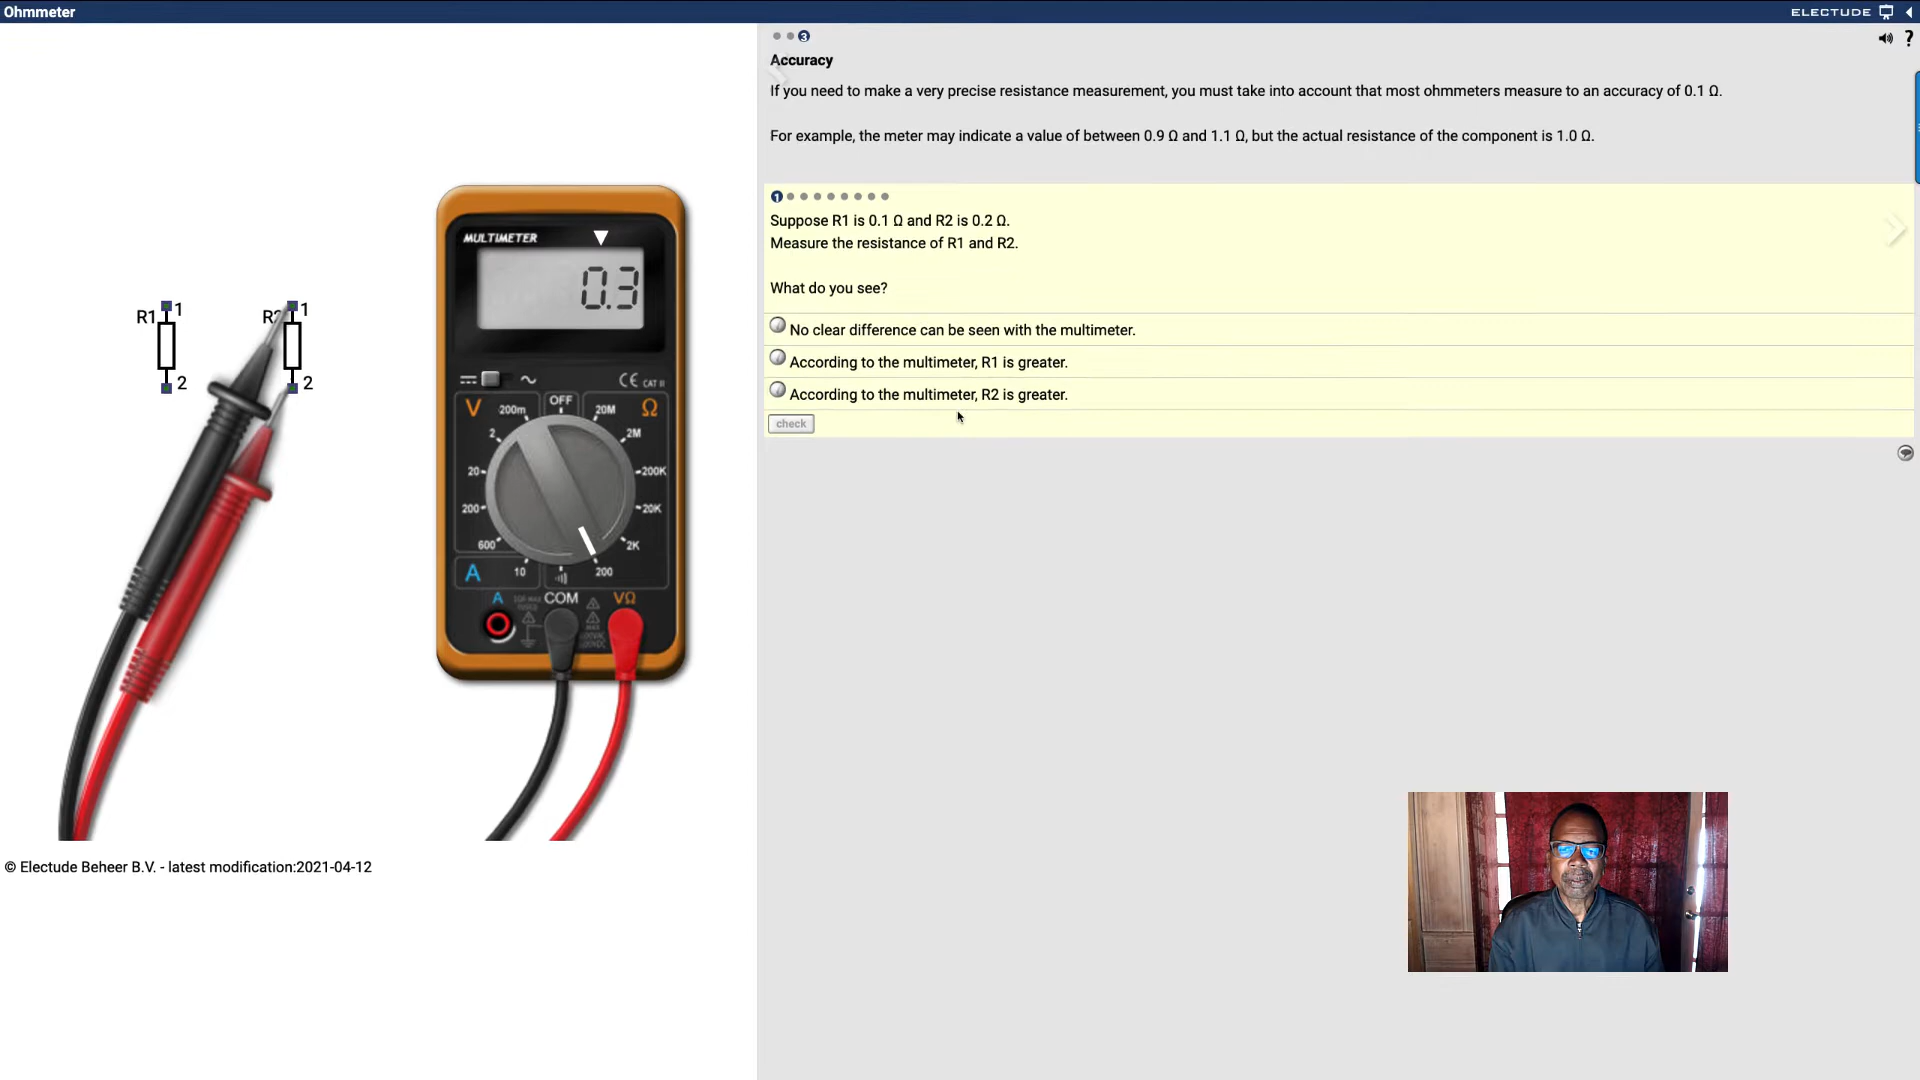 Ohmmeter
ELECTUDE
3
?
Accuracy
If you need to make a very precise resistance measurement, you must take into account that most ohmmeters measure to an accuracy of 0.1 Ω.
For example, the meter may indicate a value of between 0.9 Ω and 1.1 Ω, but the actual resistance of the component is 1.0 Ω.
1
Suppose R1 is 0.1 Ω and R2 is 0.2 Ω.
Measure the resistance of R1 and R2.
What do you see?
No clear difference can be seen with the multimeter.
According to the multimeter, R1 is greater.
According to the multimeter, R2 is greater.
check
R1 1
2
R2 1
2
MULTIMETER
0.3
CE CAT II
V 200m OFF 20M Ω
2 2M
20 200K
200 20K
600 2K
A 10 200
A COM VΩ
© Electude Beheer B.V. - latest modification:2021-04-12